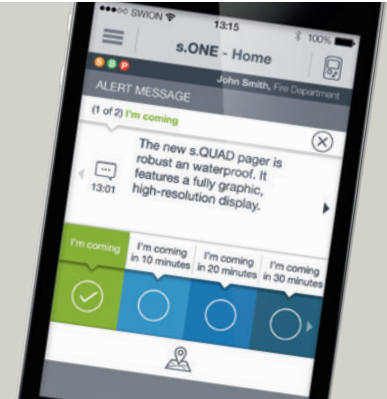 ●●●○○ SWION 13:15 100%
s.ONE - Home
S B P John Smith, Fire Department
ALERT MESSAGE
(1 of 2) I'm coming
The new s.QUAD pager is
robust an waterproof. It
features a fully graphic,
high-resolution display.
13:01
I'm coming
I'm coming
in 10 minutes
I'm coming
in 20 minutes
I'm coming
in 30 minutes